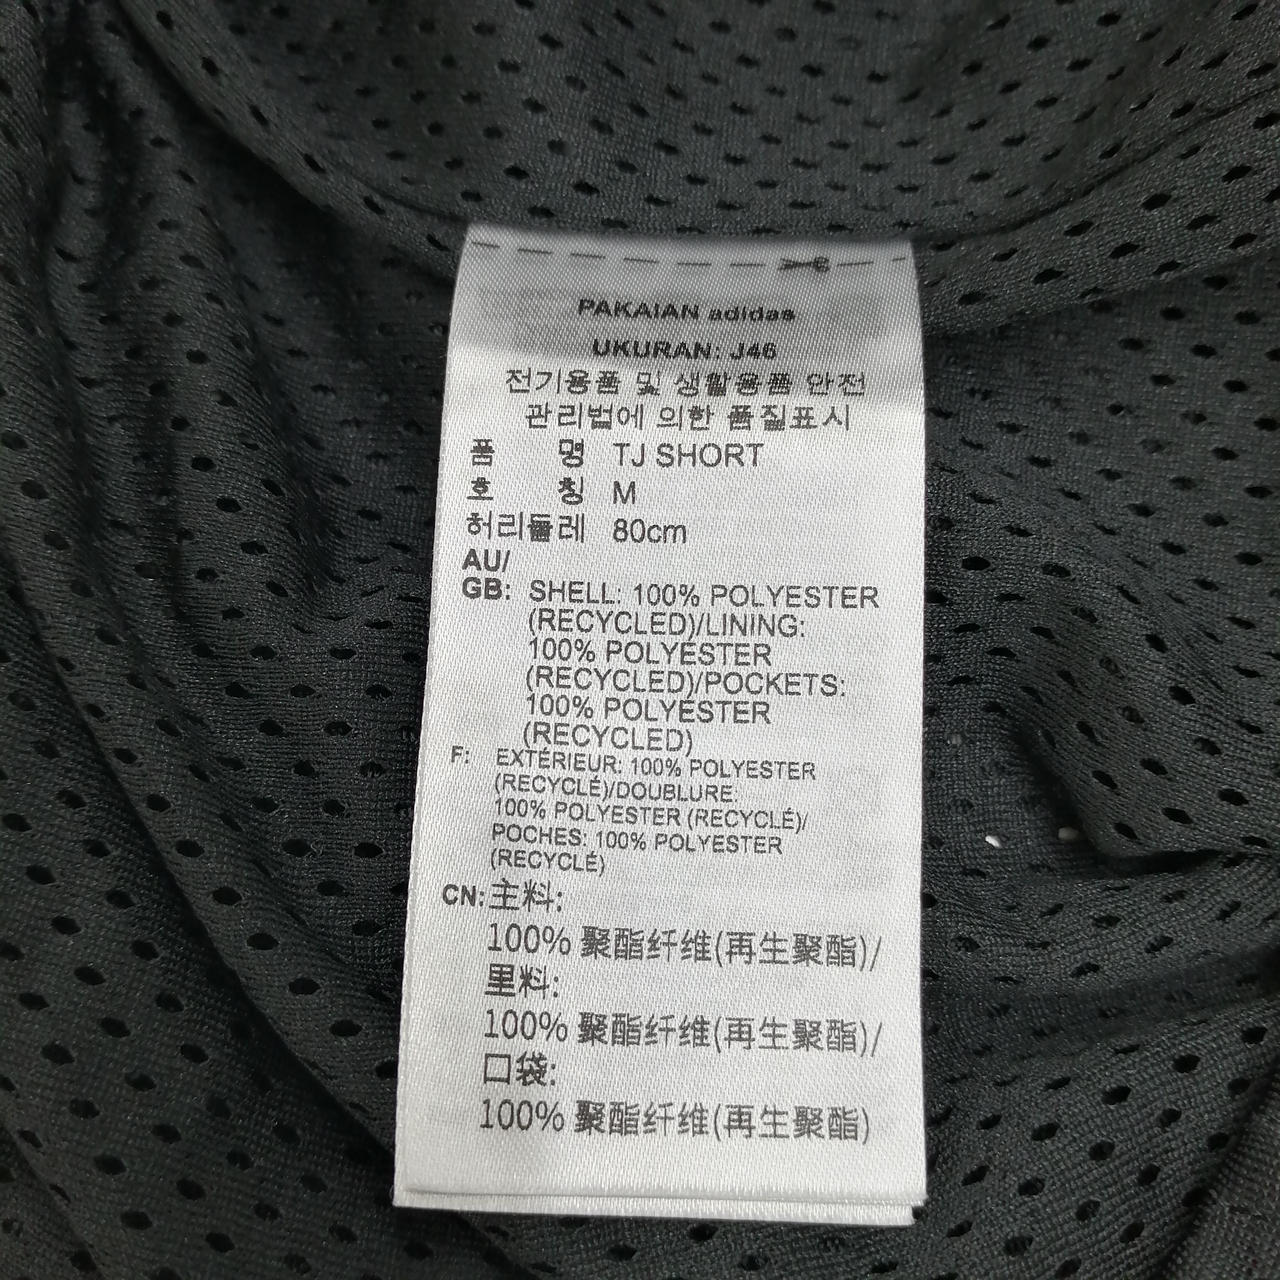 PAKAIAN adidas
UKURAN: J46
전기용품 및 생활용품 안전
관리법에 의한 품질표시
품 명 TJ SHORT
호 칭 M
허리둘레 80cm
AU/
GB: SHELL: 100% POLYESTER
(RECYCLED)/LINING:
100% POLYESTER
(RECYCLED)/POCKETS:
100% POLYESTER
(RECYCLED)
F: EXTÉRIEUR: 100% POLYESTER
(RECYCLÉ)/DOUBLURE:
100% POLYESTER (RECYCLÉ)/
POCHES: 100% POLYESTER
(RECYCLÉ)
CN: 主料:
100% 聚酯纤维(再生聚酯)/
里料:
100% 聚酯纤维(再生聚酯)/
口袋:
100% 聚酯纤维(再生聚酯)